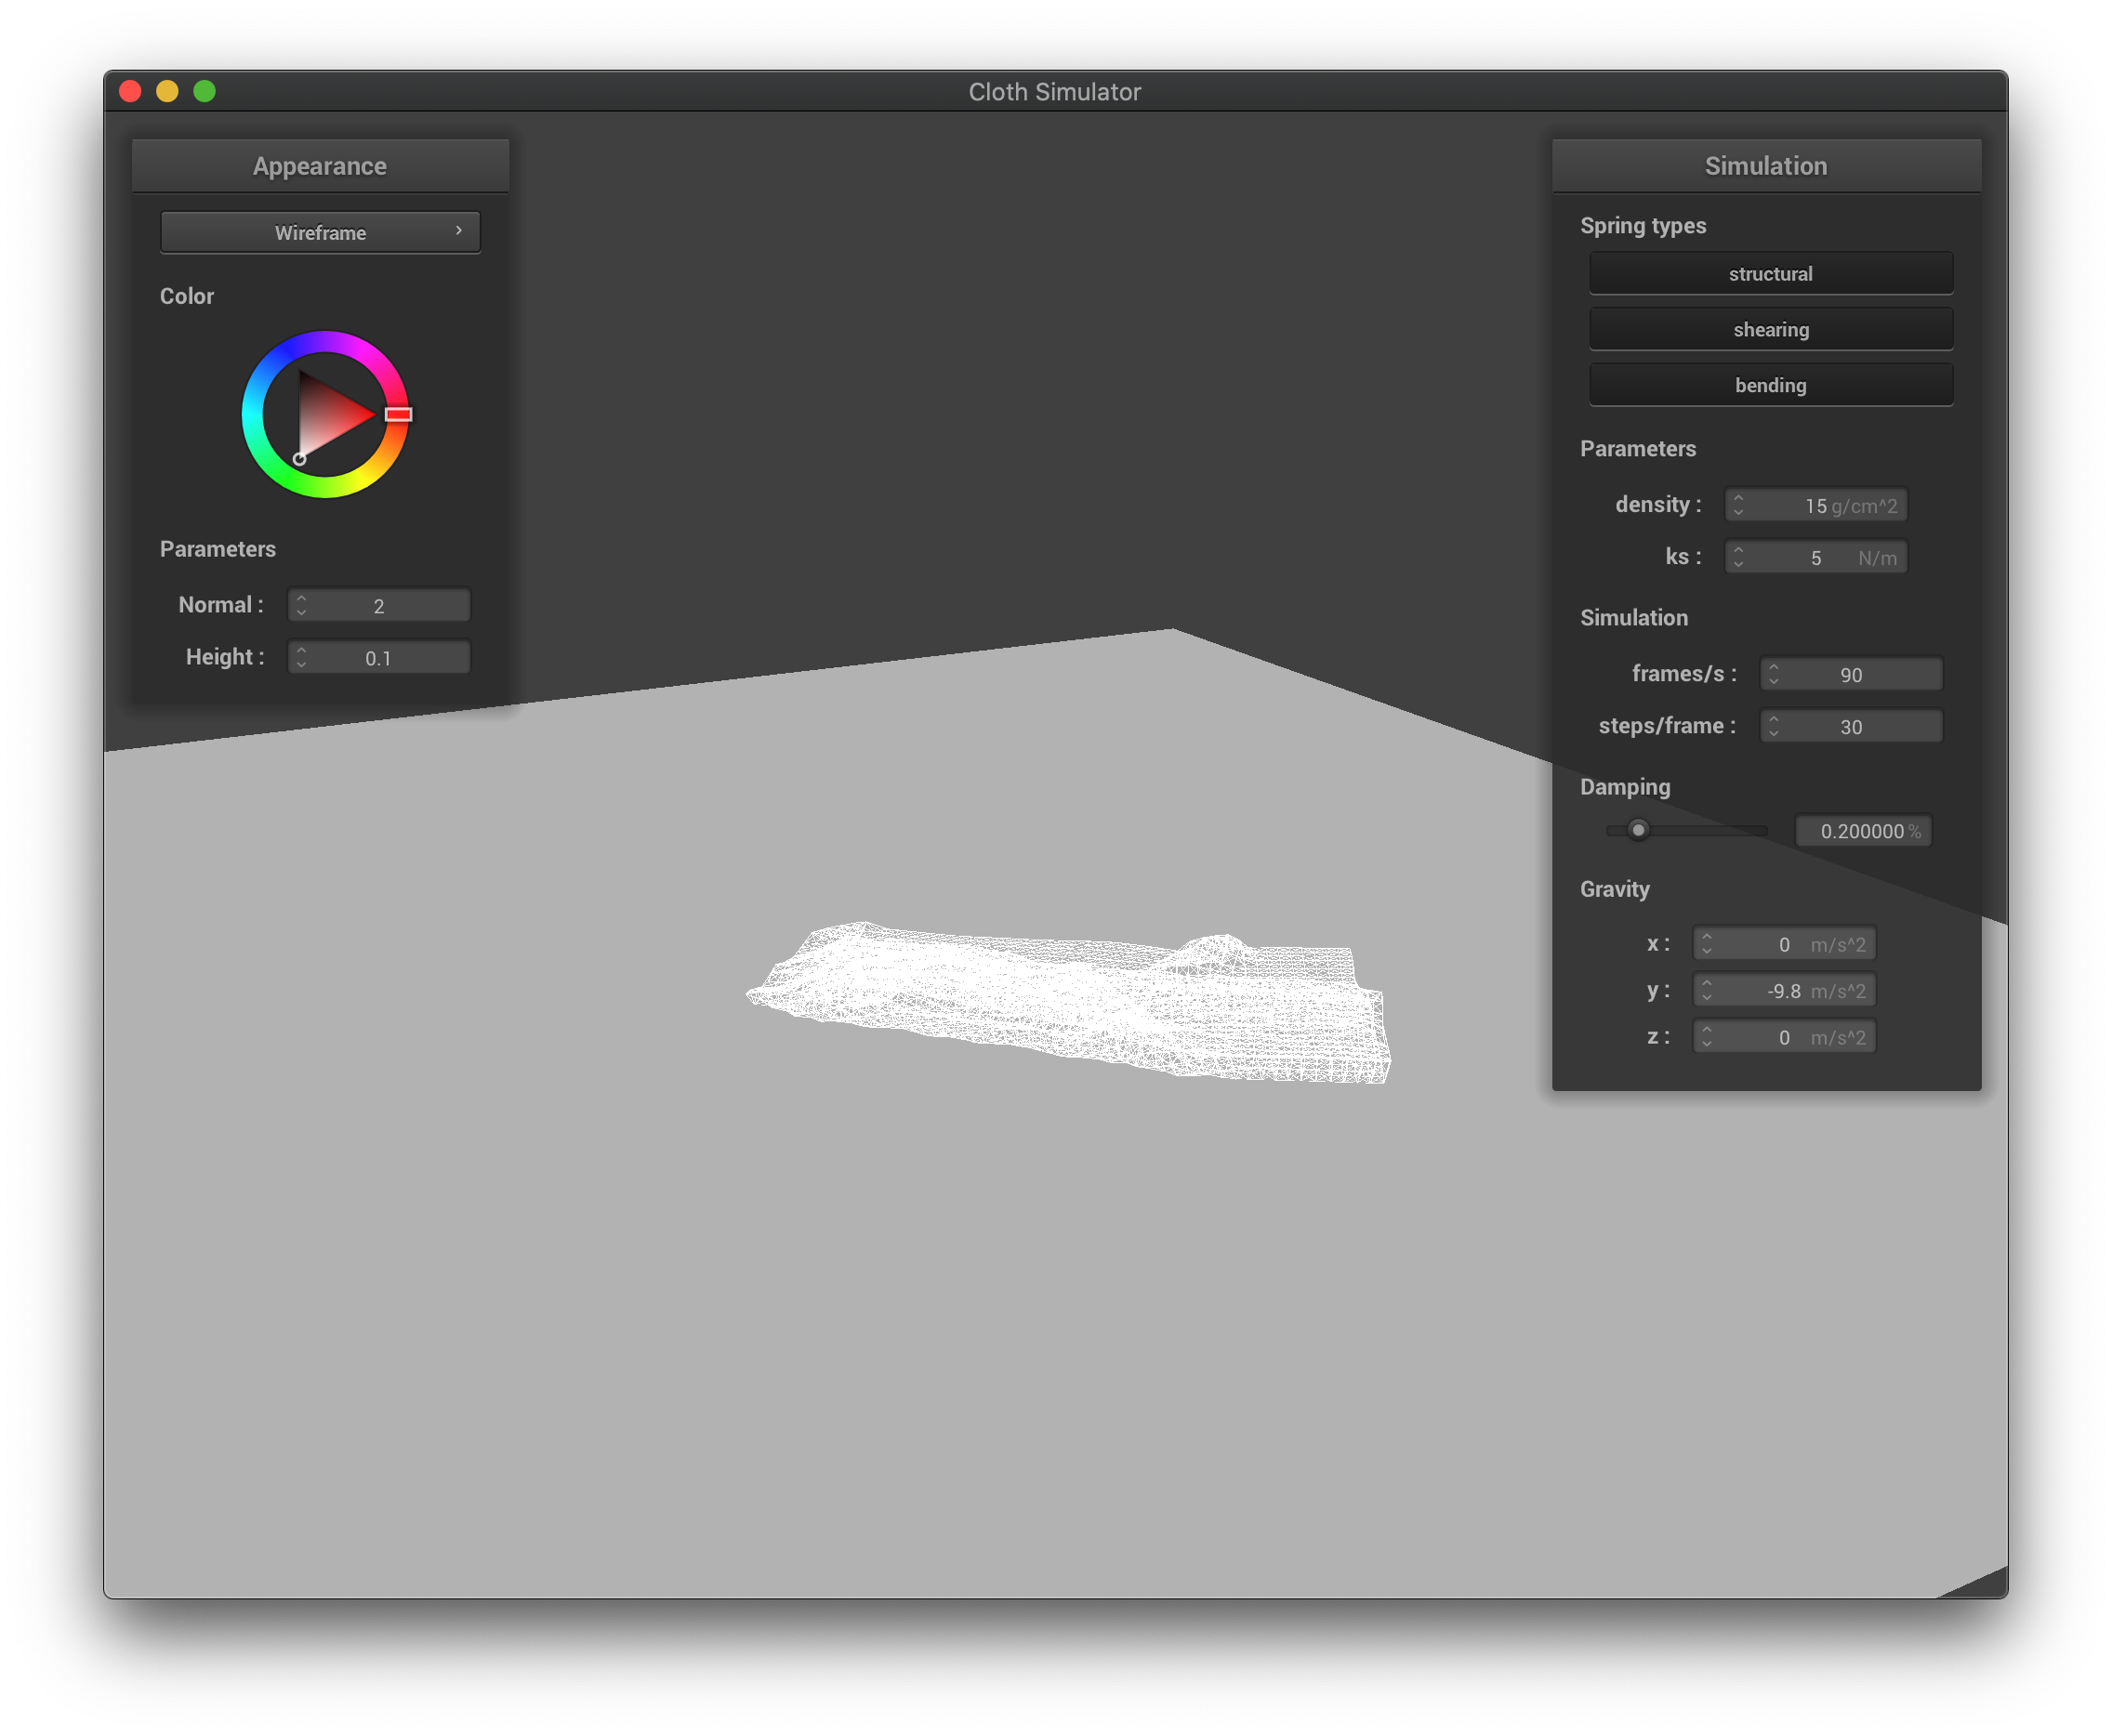 Cloth Simulator
Appearance
Wireframe
Color
Parameters
Normal : 2
Height : 0.1
Simulation
Spring types
structural
shearing
bending
Parameters
density : 15 g/cm^2
ks : 5 N/m
Simulation
frames/s : 90
steps/frame : 30
Damping
0.200000 %
Gravity
x : 0 m/s^2
y : -9.8 m/s^2
z : 0 m/s^2